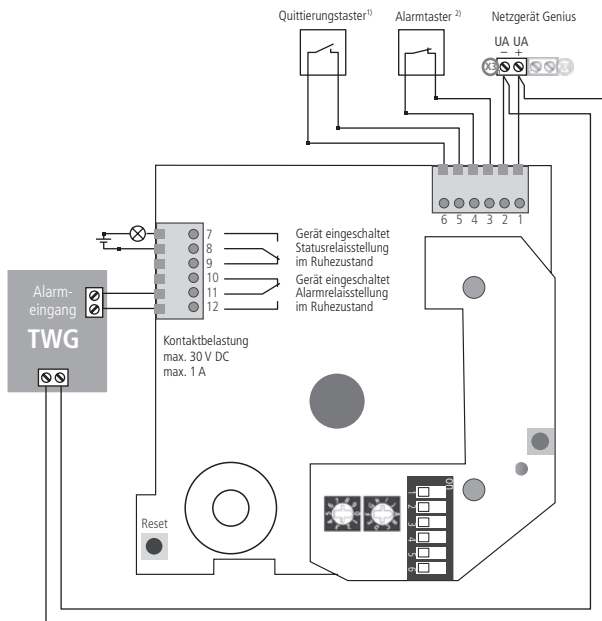 Quittierungstaster1)
Alarmtaster 2)
Netzgerät Genius
UA UA
– +
X3
6 5 4 3 2 1
7
8
9
10
11
12
Gerät eingeschaltet
Statusrelaisstellung
im Ruhezustand
Gerät eingeschaltet
Alarmrelaisstellung
im Ruhezustand
Alarm-
eingang
TWG
Kontaktbelastung
max. 30 V DC
max. 1 A
Reset
ON
1
2
3
4
5
6